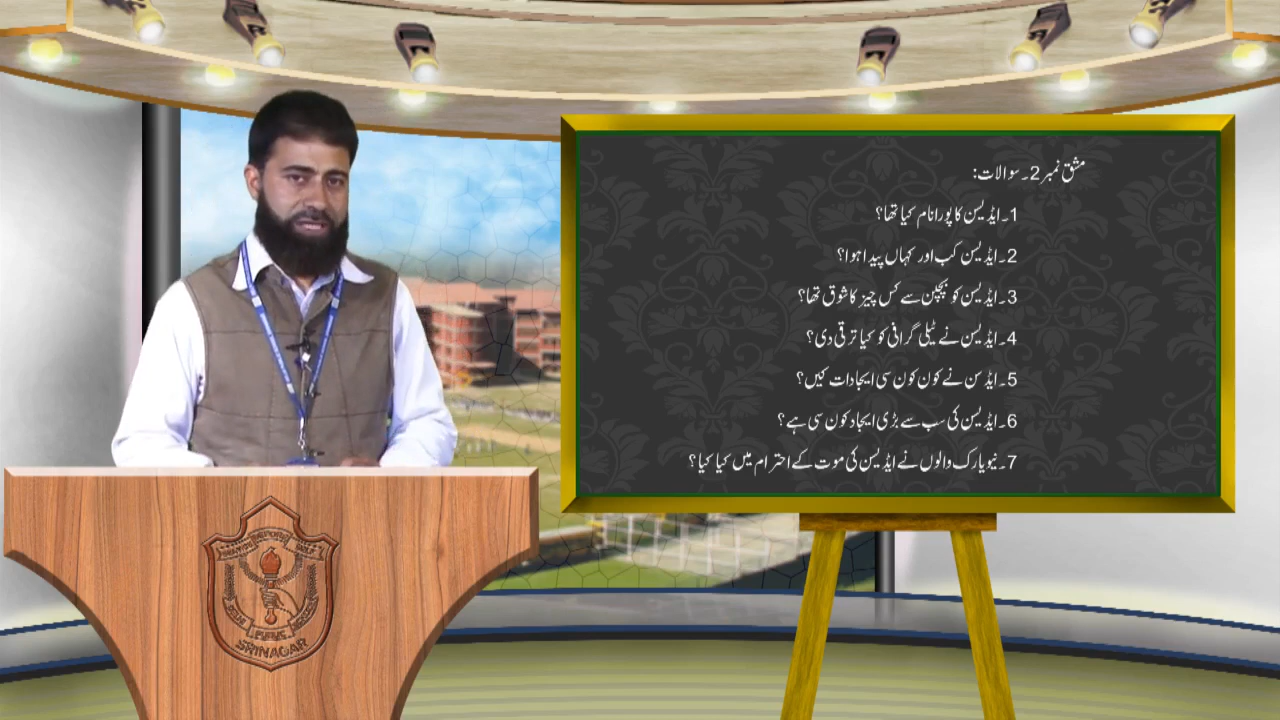 مشق نمبر 2۔ سوالات:
1۔ ایڈیسن کا پورا نام کیا تھا؟
2۔ ایڈیسن کب اور کہاں پیدا ہوا؟
3۔ ایڈیسن کو بچپن سے کس چیز کا شوق تھا؟
4۔ ایڈیسن نے ٹیلی گرافی کو کیا ترقی دی؟
5۔ ایڈسن نے کون کون سی ایجادات کیں؟
6۔ ایڈیسن کی سب سے بڑی ایجاد کون سی ہے؟
7۔ نیویارک والوں نے ایڈیسن کی موت کے احترام میں کیا کیا؟
SRINAGAR